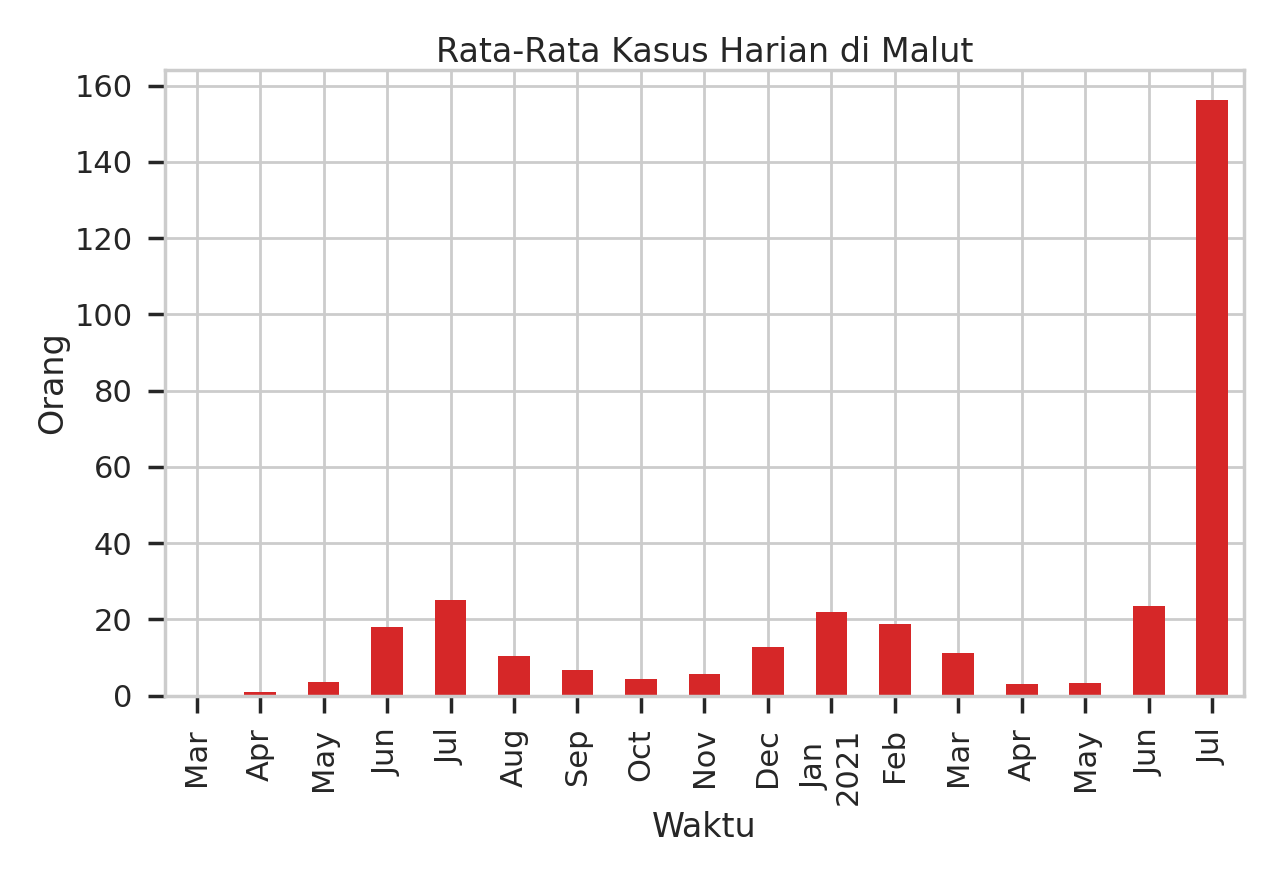 Rata-Rata Kasus Harian di Malut
160
140
120
100
80
60
40
20
0
Orang
Mar
Apr
May
Jun
Jul
Aug
Sep
Oct
Nov
Dec
Jan
2021
Feb
Mar
Apr
May
Jun
Jul
Waktu